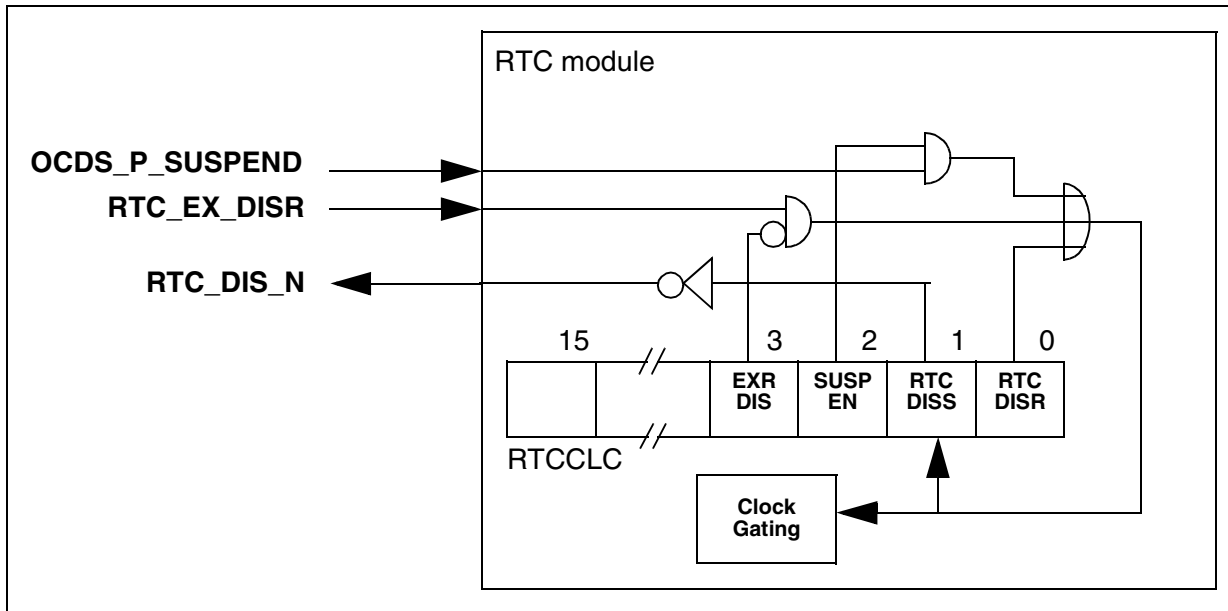 RTC module
OCDS_P_SUSPEND
RTC_EX_DISR
RTC_DIS_N
15 3 2 1 0
EXR DIS
SUSP EN
RTC DISS
RTC DISR
RTCCLC
Clock
Gating